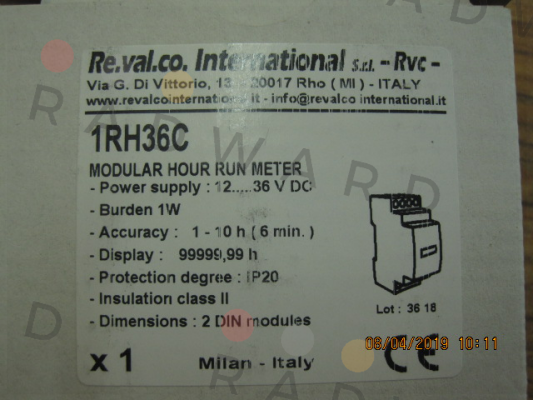 Re.val.co. International S.r.l. - Rvc -
Via G. Di Vittorio, 20017 Rho ( MI ) - ITALY
www.revalcointernational.it - info@revalco international.it
1RH36C
MODULAR HOUR RUN METER
- Power supply : 12.....36 V DC
- Burden 1W
- Accuracy : 1 - 10 h ( 6 min. )
- Display : 99999,99 h
- Protection degree : IP20
- Insulation class II
- Dimensions : 2 DIN modules
Lot : 36 18
x 1
Milan - Italy
CE
06/04/2019 10:11
RADWARD
RADWARD